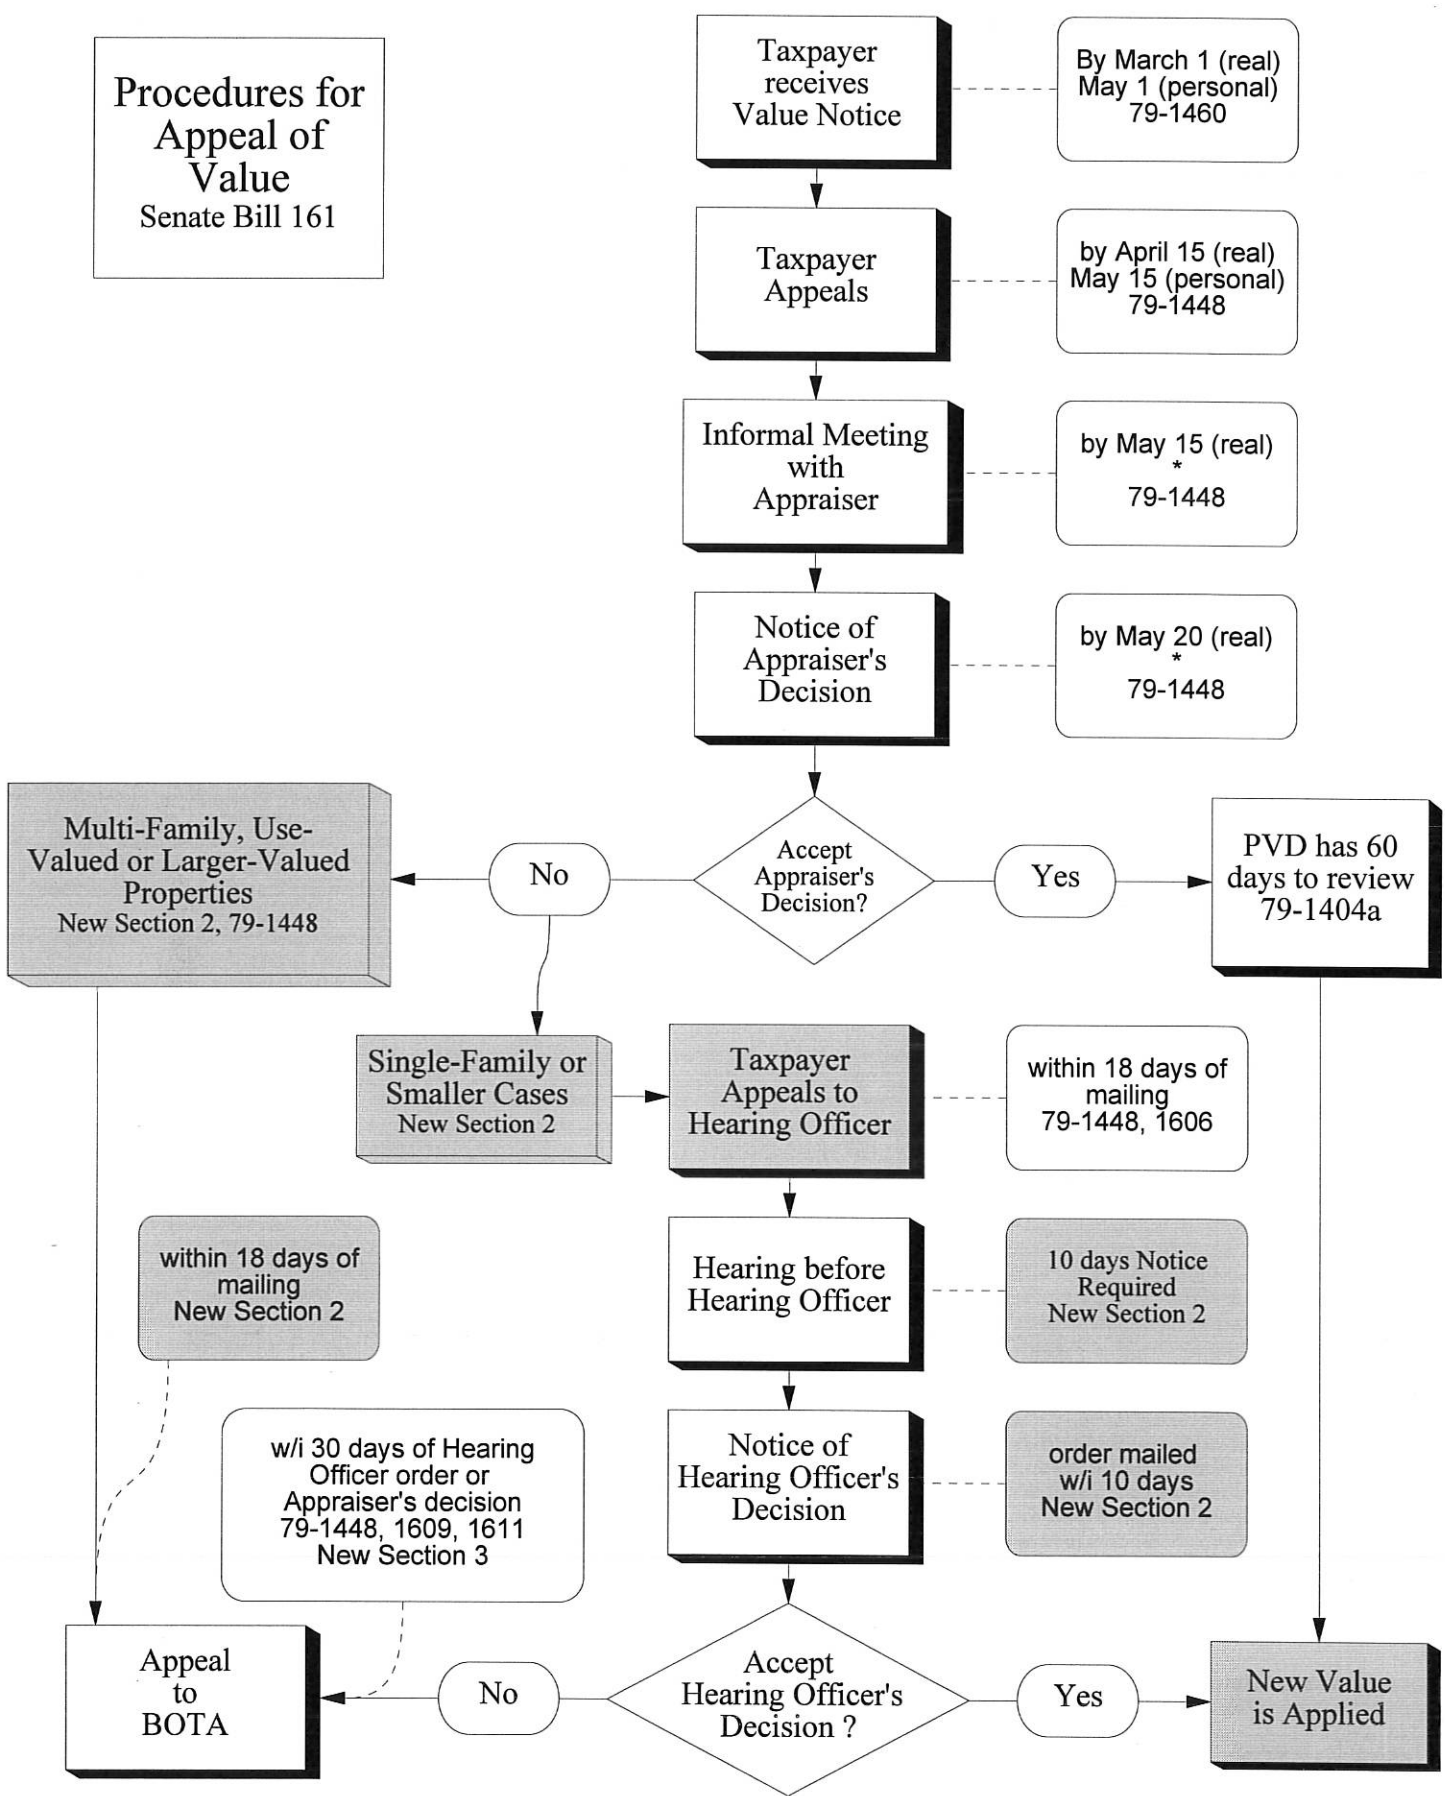 Procedures for
Appeal of
Value
Senate Bill 161
Taxpayer
receives
Value Notice
By March 1 (real)
May 1 (personal)
79-1460
Taxpayer
Appeals
by April 15 (real)
May 15 (personal)
79-1448
Informal Meeting
with
Appraiser
by May 15 (real)
*
79-1448
Notice of
Appraiser's
Decision
by May 20 (real)
*
79-1448
Multi-Family, Use-
Valued or Larger-Valued
Properties
New Section 2, 79-1448
No
Accept
Appraiser's
Decision?
Yes
PVD has 60
days to review
79-1404a
Single-Family or
Smaller Cases
New Section 2
Taxpayer
Appeals to
Hearing Officer
within 18 days of
mailing
79-1448, 1606
within 18 days of
mailing
New Section 2
Hearing before
Hearing Officer
10 days Notice
Required
New Section 2
w/i 30 days of Hearing
Officer order or
Appraiser's decision
79-1448, 1609, 1611
New Section 3
Notice of
Hearing Officer's
Decision
order mailed
w/i 10 days
New Section 2
Appeal
to
BOTA
No
Accept
Hearing Officer's
Decision ?
Yes
New Value
is Applied